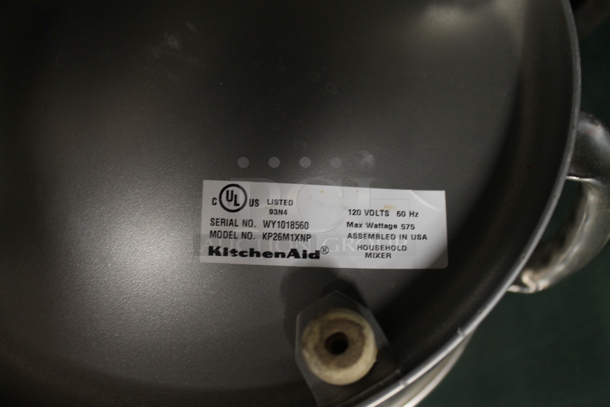 C UL US LISTED
93N4
SERIAL NO. WY1018560
MODEL NO. KP26M1XNP
KitchenAid®
120 VOLTS 60 Hz
Max Wattage 575
ASSEMBLED IN USA
HOUSEHOLD
MIXER